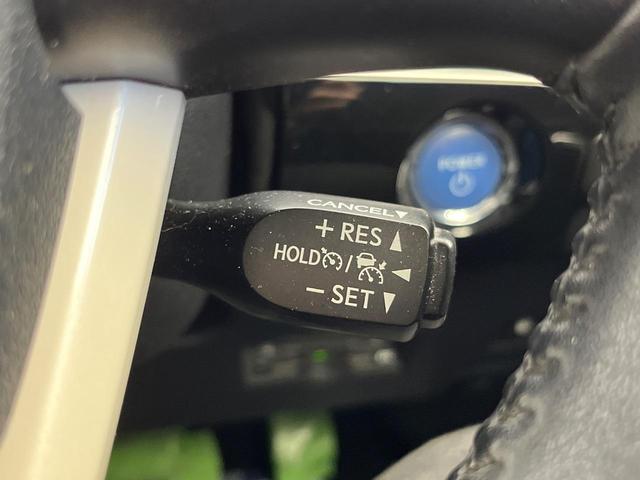 CANCEL
+ RES
HOLD /
- SET
POWER